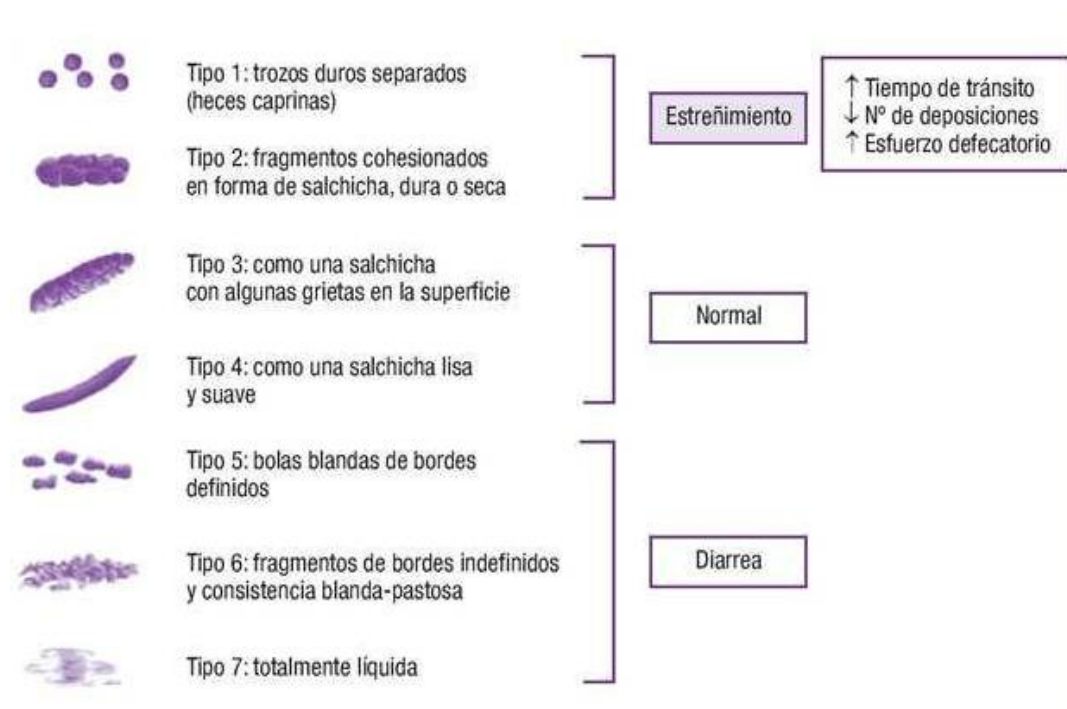 Tipo 1: trozos duros separados
(heces caprinas)
Tipo 2: fragmentos cohesionados
en forma de salchicha, dura o seca
Estreñimiento
↑ Tiempo de tránsito
↓ Nº de deposiciones
↑ Esfuerzo defecatorio
Tipo 3: como una salchicha
con algunas grietas en la superficie
Tipo 4: como una salchicha lisa
y suave
Normal
Tipo 5: bolas blandas de bordes
definidos
Tipo 6: fragmentos de bordes indefinidos
y consistencia blanda-pastosa
Tipo 7: totalmente líquida
Diarrea